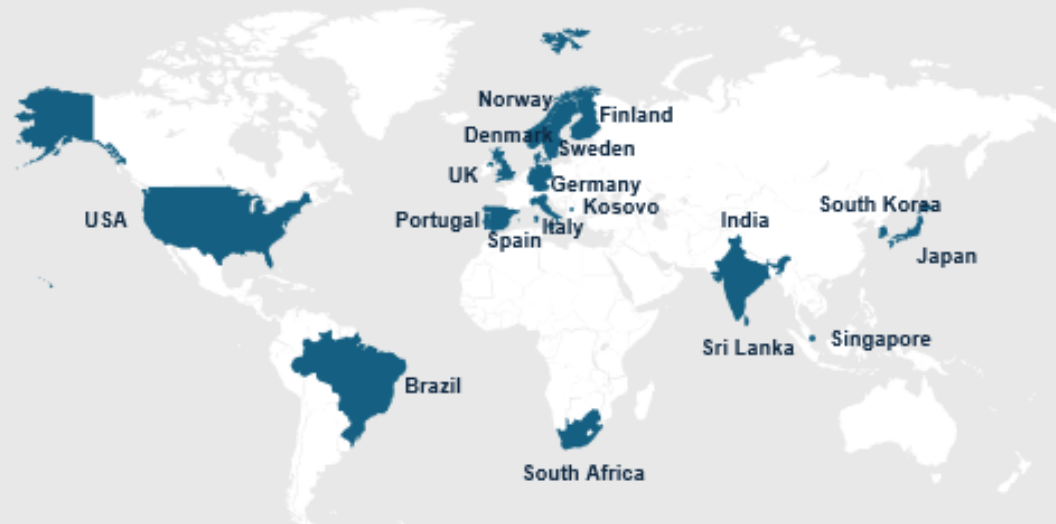 Norway
Finland
Denmark
Sweden
UK
Germany
Kosovo
South Korea
USA
Portugal
India
Italy
Spain
Japan
Singapore
Sri Lanka
Brazil
South Africa